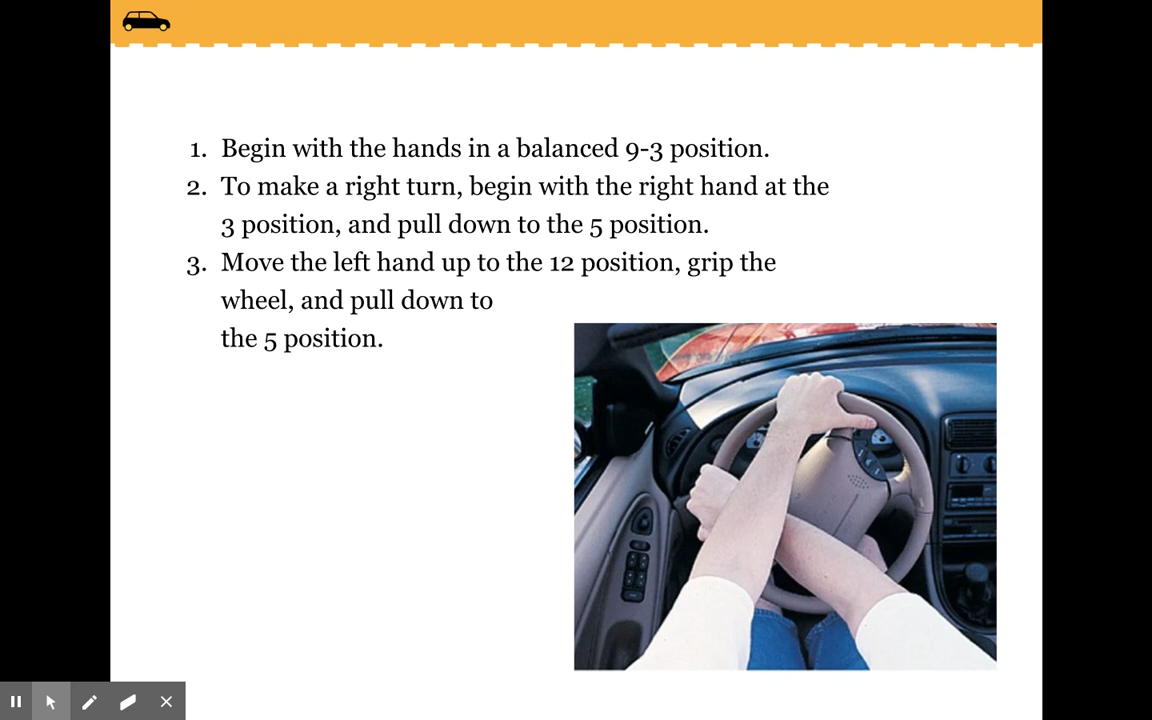 1. Begin with the hands in a balanced 9-3 position.
2. To make a right turn, begin with the right hand at the
3 position, and pull down to the 5 position.
3. Move the left hand up to the 12 position, grip the
wheel, and pull down to
the 5 position.